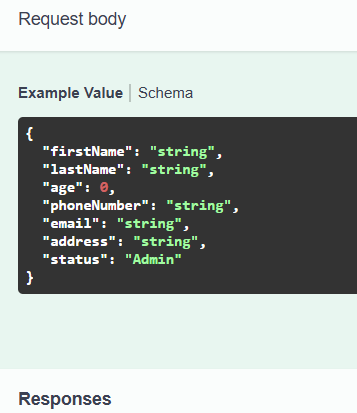 Request body
Example Value | Schema
{
  "firstName": "string",
  "lastName": "string",
  "age": 0,
  "phoneNumber": "string",
  "email": "string",
  "address": "string",
  "status": "Admin"
}
Responses